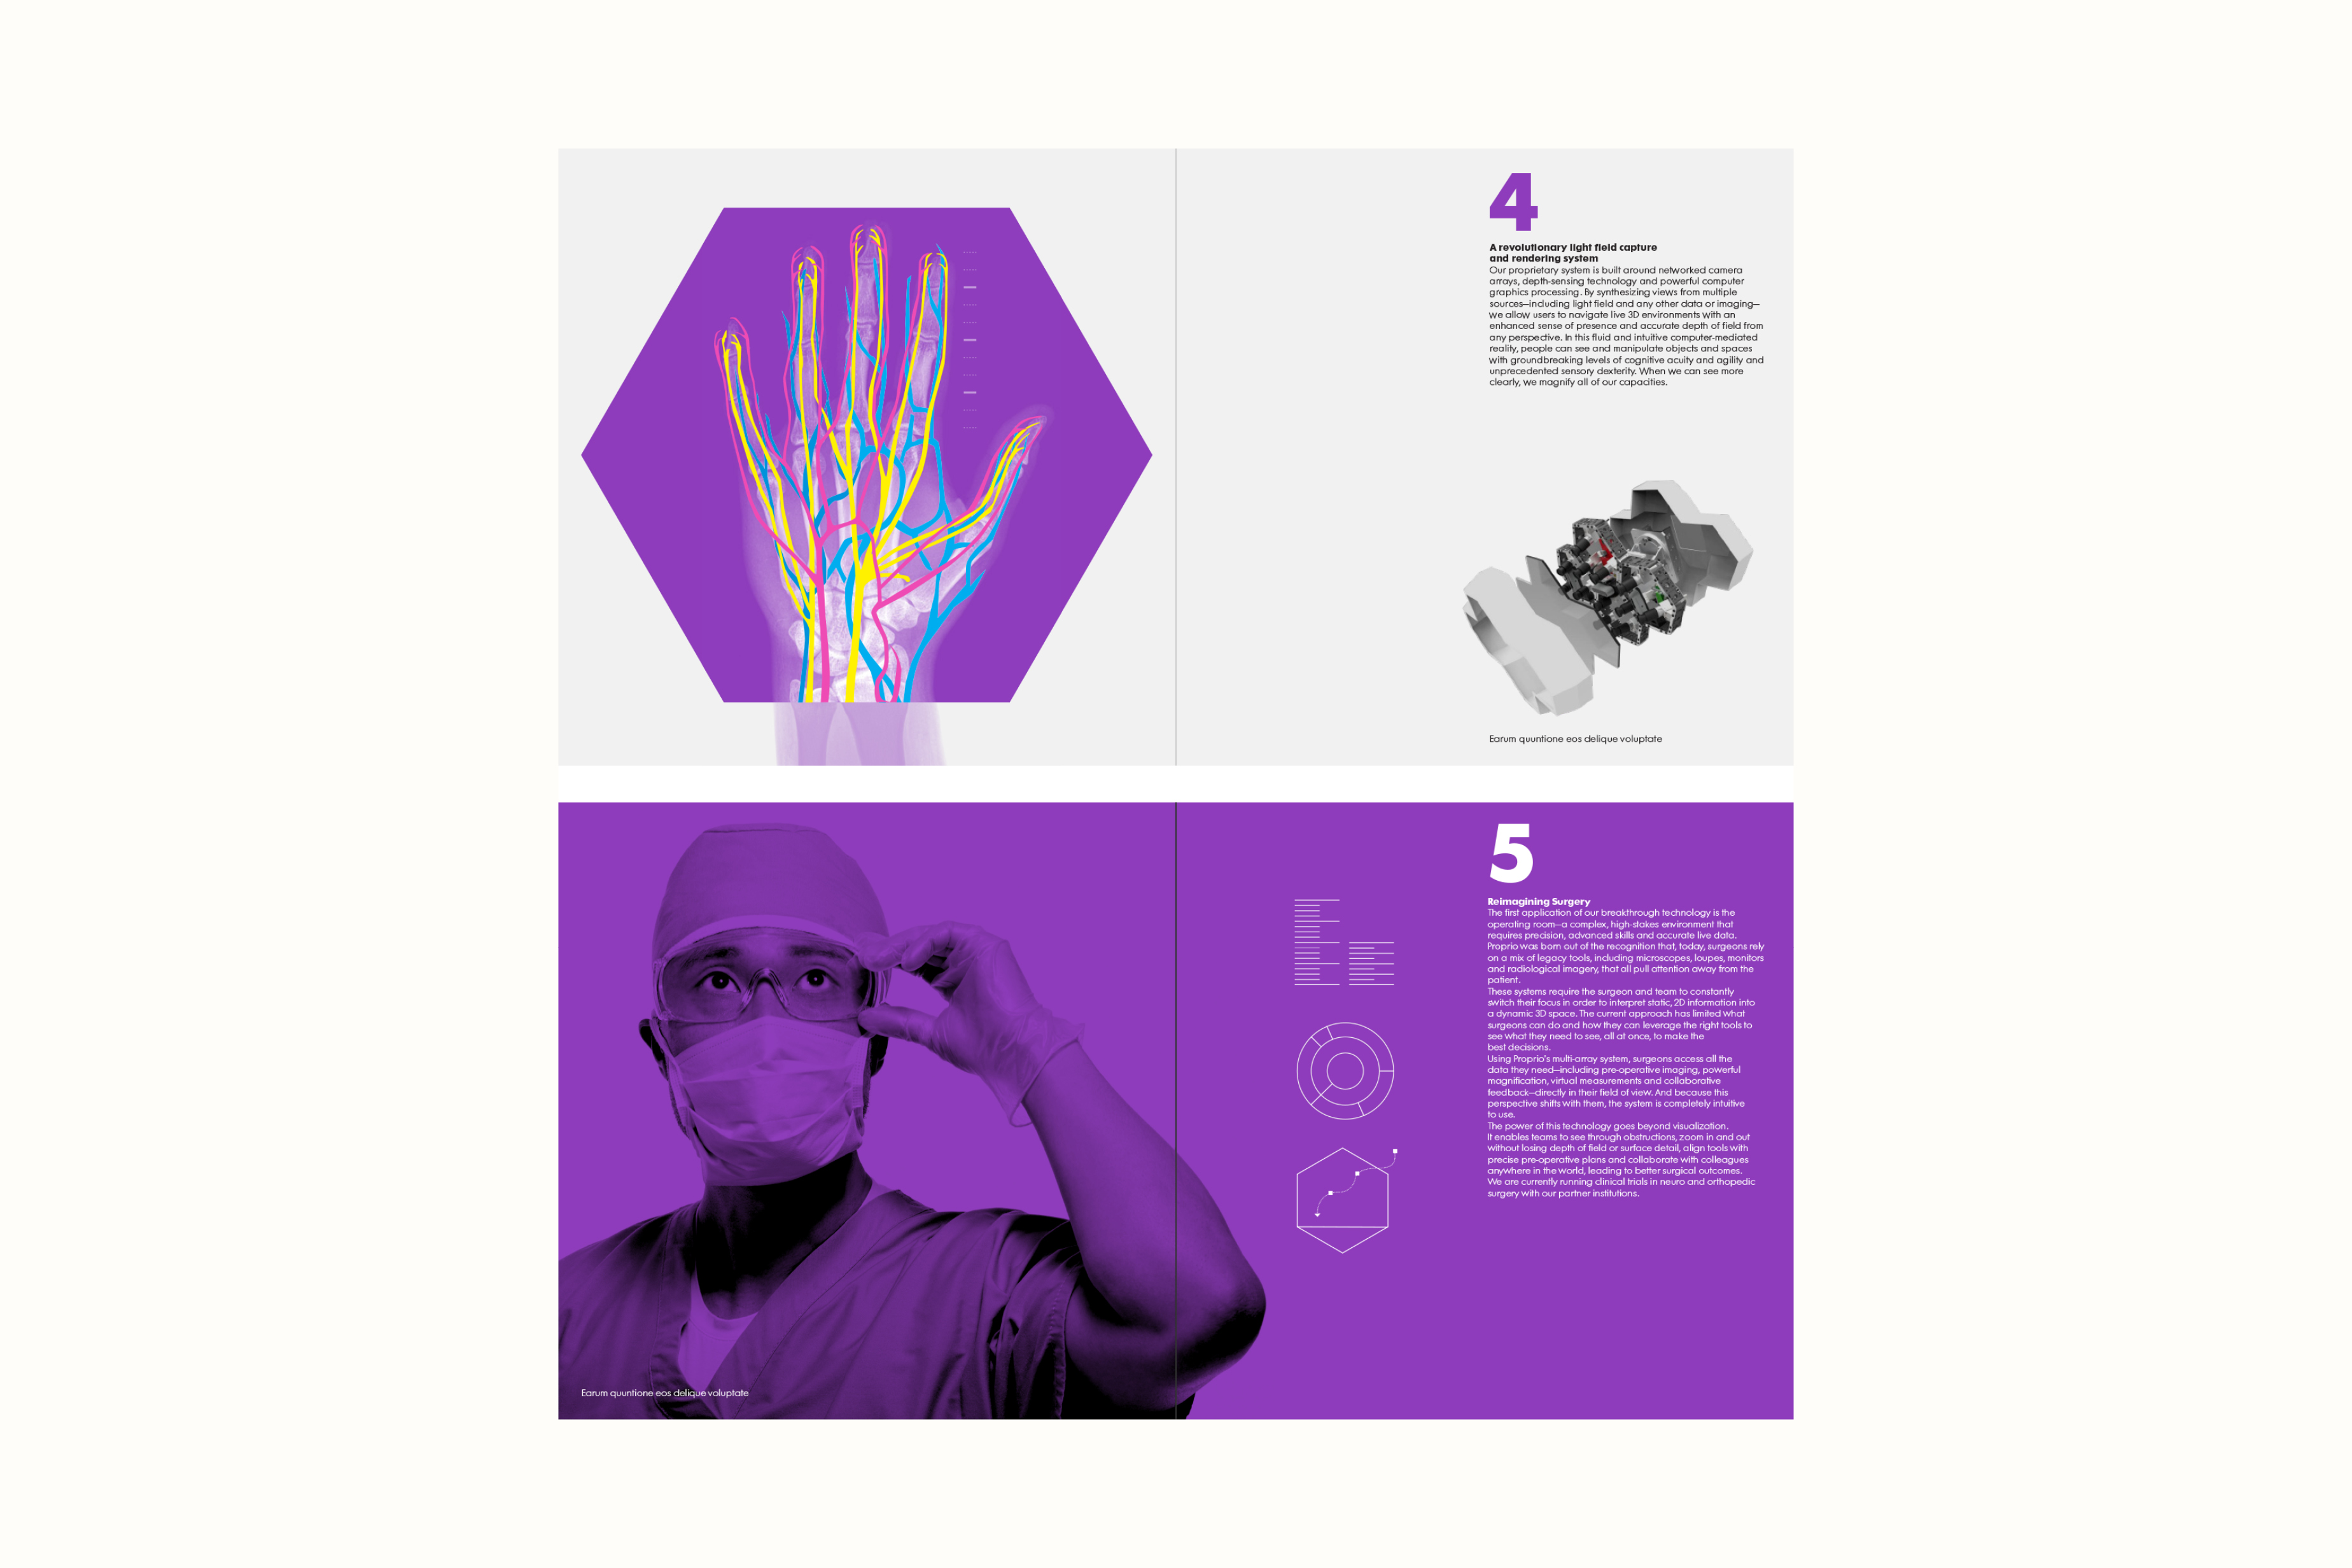 4
A revolutionary light field capture
and rendering system
Our proprietary system is built around networked camera
arrays, depth-sensing technology and powerful computer
graphics processing. By synthesizing views from multiple
sources—including light field and any other data or imaging—
we allow users to navigate live 3D environments with an
enhanced sense of presence and accurate depth of field from
any perspective. In this fluid and intuitive computer-mediated
reality, people can see and manipulate objects and spaces
with groundbreaking levels of cognitive acuity and agility and
unprecedented sensory dexterity. When we can see more
clearly, we magnify all of our capacities.
Earum quuntione eos delique voluptate
5
Reimagining Surgery
The first application of our breakthrough technology is the
operating room—a complex, high-stakes environment that
requires precision, advanced skills and accurate live data.
Proprio was born out of the recognition that, today, surgeons rely
on a mix of legacy tools, including microscopes, loupes, monitors
and radiological imagery, that all pull attention away from the
patient.
These systems require the surgeon and team to constantly
switch their focus in order to interpret static, 2D information into
a dynamic 3D space. The current approach has limited what
surgeons can do and how they can leverage the right tools to
see what they need to see, all at once, to make the
best decisions.
Using Proprio's multi-array system, surgeons access all the
data they need—including pre-operative imaging, powerful
magnification, virtual measurements and collaborative
feedback—directly in their field of view. And because this
perspective shifts with them, the system is completely intuitive
to use.
The power of this technology goes beyond visualization.
It enables teams to see through obstructions, zoom in and out
without losing depth of field or surface detail, align tools with
precise pre-operative plans and collaborate with colleagues
anywhere in the world, leading to better surgical outcomes.
We are currently running clinical trials in neuro and orthopedic
surgery with our partner institutions.
Earum quuntione eos delique voluptate